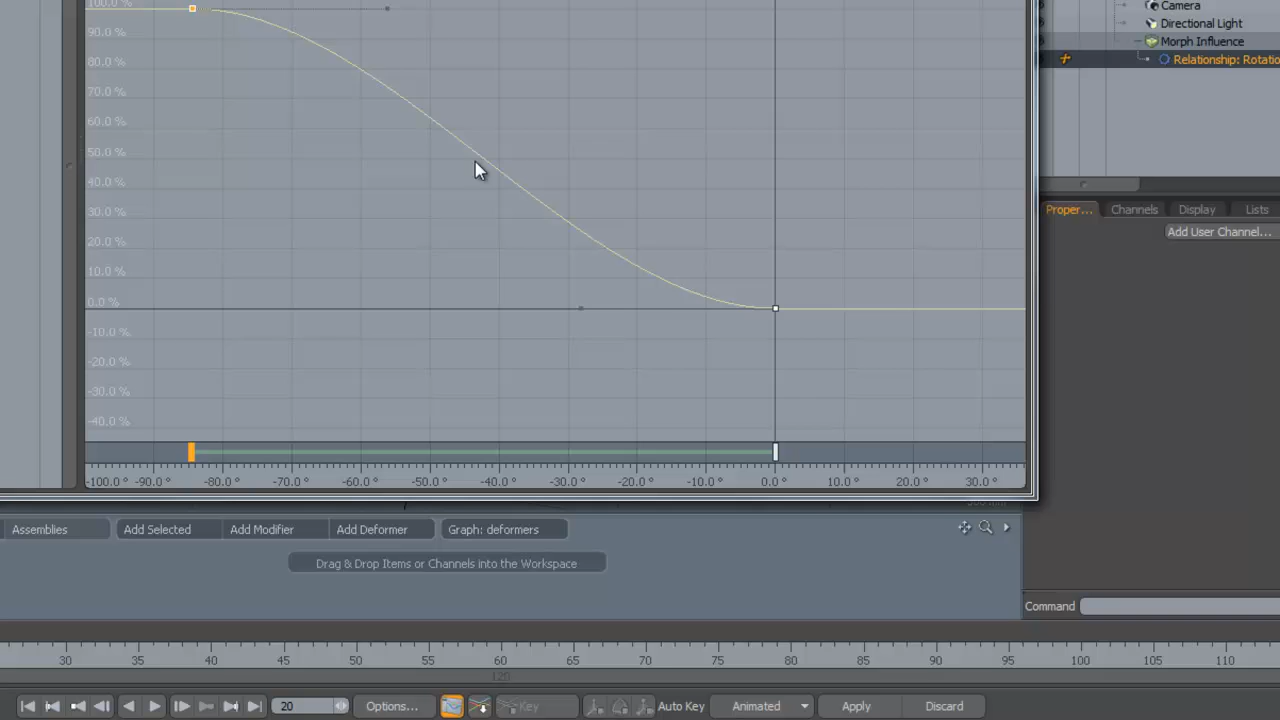 100.0 %
90.0 %
80.0 %
70.0 %
60.0 %
50.0 %
40.0 %
30.0 %
20.0 %
10.0 %
0.0 %
-10.0 %
-20.0 %
-30.0 %
-40.0 %
-100.0 ° -90.0 ° -80.0 ° -70.0 ° -60.0 ° -50.0 ° -40.0 ° -30.0 ° -20.0 ° -10.0 ° 0.0 ° 10.0 ° 20.0 ° 30.0 °
Camera
Directional Light
Morph Influence
Relationship: Rotatio
Proper... Channels Display Lists
Add User Channel...
Assemblies Add Selected Add Modifier Add Deformer Graph: deformers
Drag & Drop Items or Channels into the Workspace
Command
30 35 40 45 50 55 60 65 70 75 80 85 90 95 100 105 110
120
20 Options... Key Auto Key Animated Apply Discard